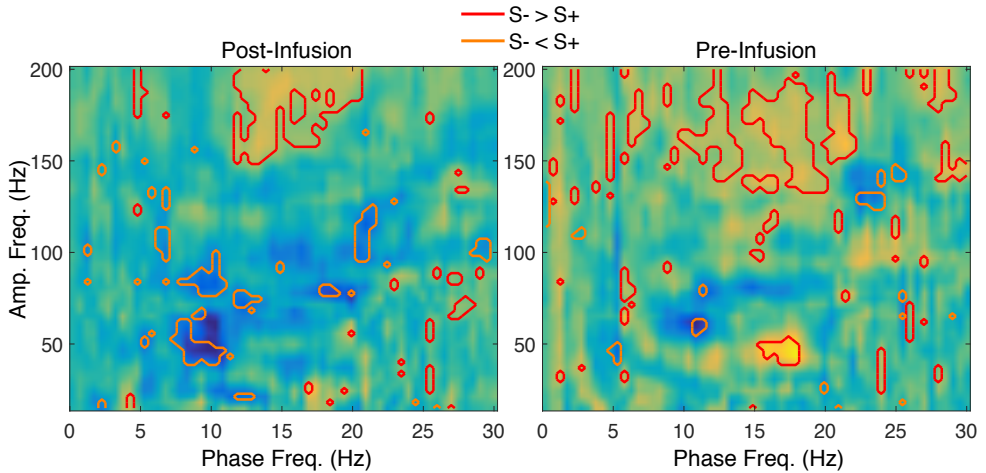 S- > S+
S- < S+
Post-Infusion
Pre-Infusion
Amp. Freq. (Hz)
200
150
100
50
0 5 10 15 20 25 30
Phase Freq. (Hz)
200
150
100
50
0 5 10 15 20 25 30
Phase Freq. (Hz)